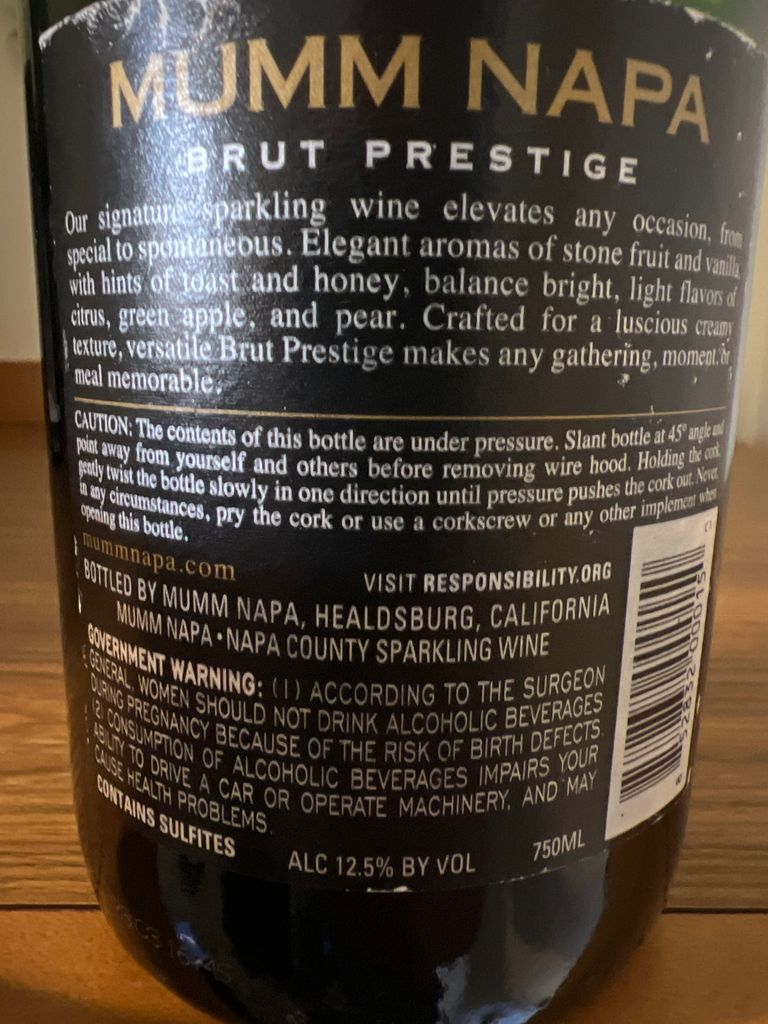 MUMM NAPA
BRUT PRESTIGE
Our signature sparkling wine elevates any occasion, from
special to spontaneous. Elegant aromas of stone fruit and vanilla,
with hints of toast and honey, balance bright, light flavors of
citrus, green apple, and pear. Crafted for a luscious creamy
texture, versatile Brut Prestige makes any gathering, moment, or
meal memorable.
CAUTION: The contents of this bottle are under pressure. Slant bottle at 45° angle and
point away from yourself and others before removing wire hood. Holding the cork,
gently twist the bottle slowly in one direction until pressure pushes the cork out. Never,
in any circumstances, pry the cork or use a corkscrew or any other implement when
opening this bottle.
mummnapa.com
VISIT RESPONSIBILITY.ORG
BOTTLED BY MUMM NAPA, HEALDSBURG, CALIFORNIA
MUMM NAPA • NAPA COUNTY SPARKLING WINE
GOVERNMENT WARNING: (1) ACCORDING TO THE SURGEON
GENERAL, WOMEN SHOULD NOT DRINK ALCOHOLIC BEVERAGES
DURING PREGNANCY BECAUSE OF THE RISK OF BIRTH DEFECTS.
(2) CONSUMPTION OF ALCOHOLIC BEVERAGES IMPAIRS YOUR
ABILITY TO DRIVE A CAR OR OPERATE MACHINERY, AND MAY
CAUSE HEALTH PROBLEMS.
CONTAINS SULFITES
ALC 12.5% BY VOL
750ML
52832 00015